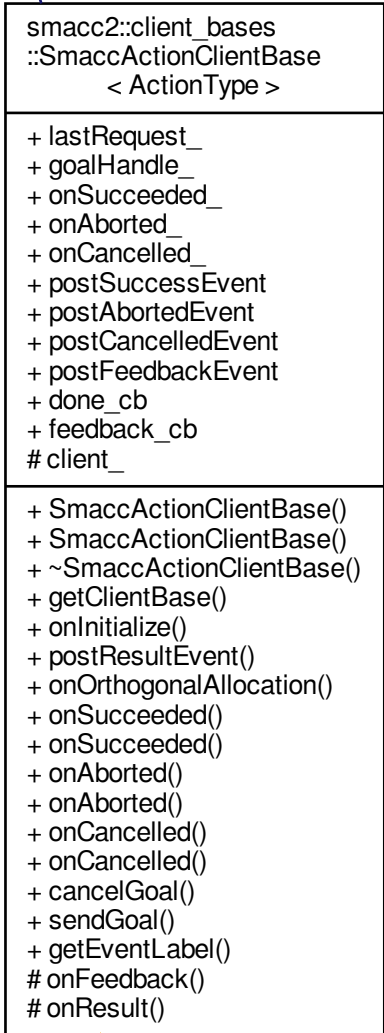 smacc2::client_bases
::SmaccActionClientBase
< ActionType >
+ lastRequest_
+ goalHandle_
+ onSucceeded_
+ onAborted_
+ onCancelled_
+ postSuccessEvent
+ postAbortedEvent
+ postCancelledEvent
+ postFeedbackEvent
+ done_cb
+ feedback_cb
# client_
+ SmaccActionClientBase()
+ SmaccActionClientBase()
+ ~SmaccActionClientBase()
+ getClientBase()
+ onInitialize()
+ postResultEvent()
+ onOrthogonalAllocation()
+ onSucceeded()
+ onSucceeded()
+ onAborted()
+ onAborted()
+ onCancelled()
+ onCancelled()
+ cancelGoal()
+ sendGoal()
+ getEventLabel()
# onFeedback()
# onResult()